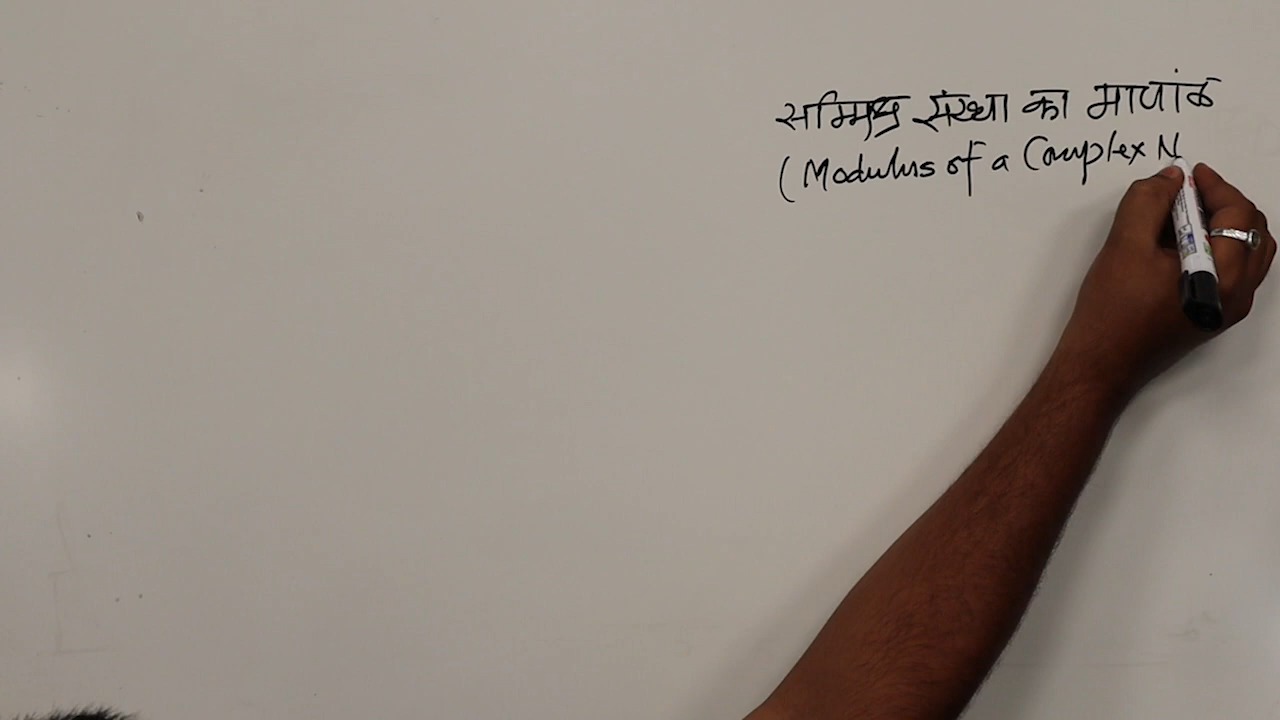 सम्मिश्र संख्या का मापांक
(Modulus of a Complex N